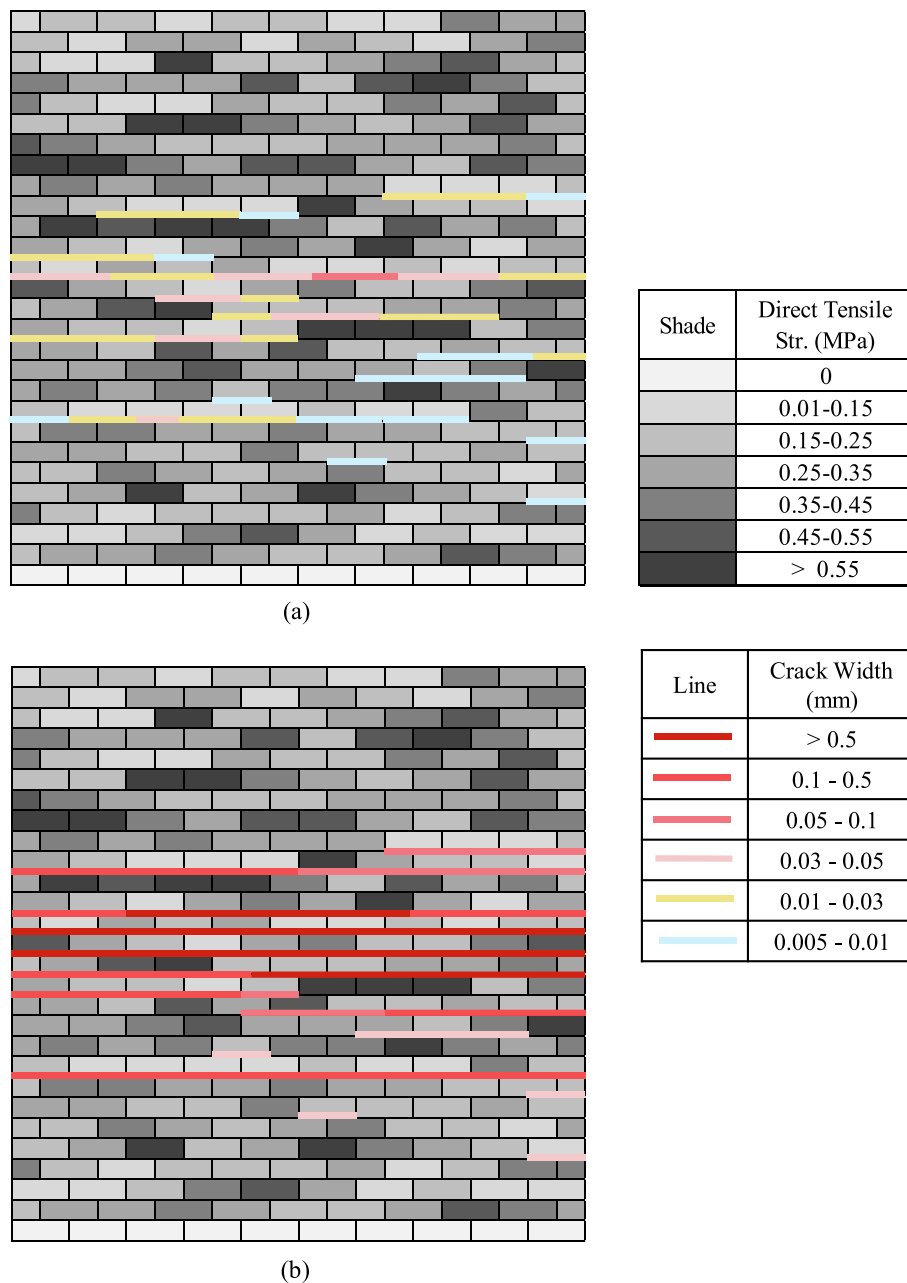 Shade
Direct Tensile
Str. (MPa)
0
0.01-0.15
0.15-0.25
0.25-0.35
0.35-0.45
0.45-0.55
> 0.55
(a)
Line
Crack Width
(mm)
> 0.5
0.1 - 0.5
0.05 - 0.1
0.03 - 0.05
0.01 - 0.03
0.005 - 0.01
(b)